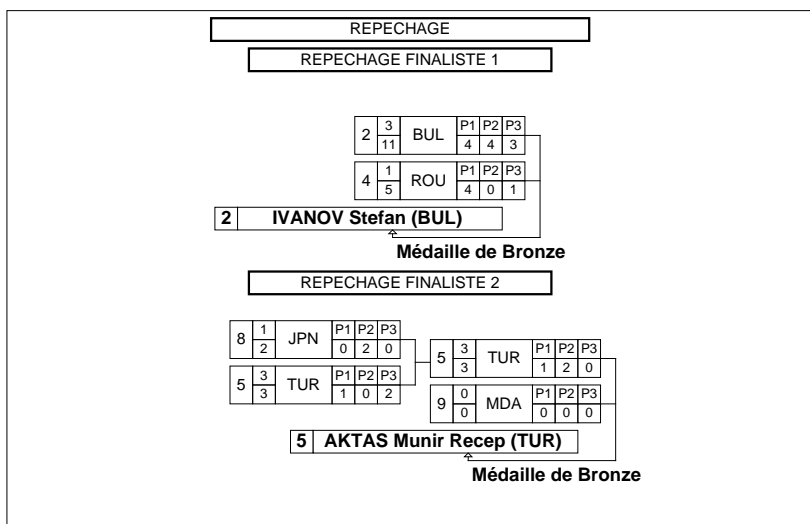 REPECHAGE
REPECHAGE FINALISTE 1
2 3 BUL P1 P2 P3
11 4 4 3
4 1 ROU P1 P2 P3
5 4 0 1
2 IVANOV Stefan (BUL)
Médaille de Bronze
REPECHAGE FINALISTE 2
8 1 JPN P1 P2 P3
2 0 2 0
5 3 TUR P1 P2 P3
3 1 0 2
5 3 TUR P1 P2 P3
3 1 2 0
9 0 MDA P1 P2 P3
0 0 0 0
5 AKTAS Munir Recep (TUR)
Médaille de Bronze